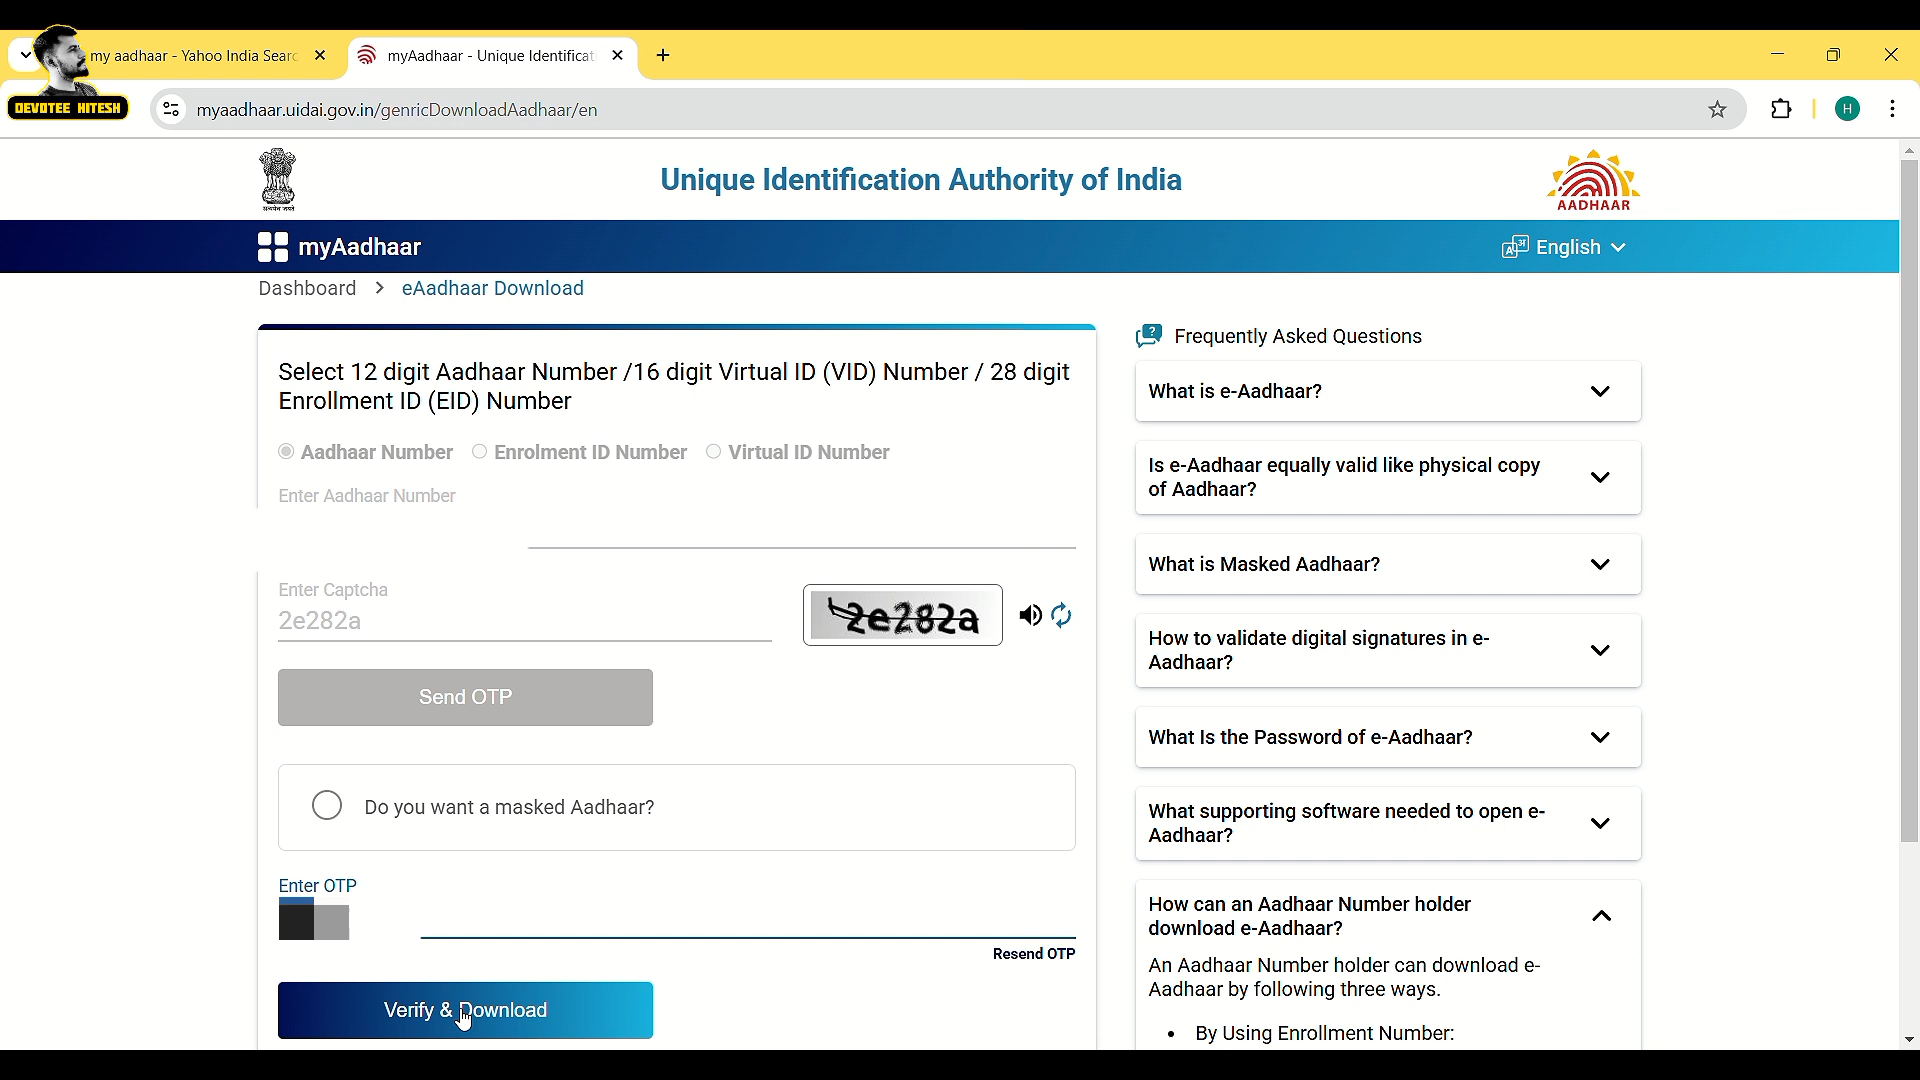 my aadhaar - Yahoo India Searc
myAadhaar - Unique Identificat
DEVOTEE HITESH
myaadhaar.uidai.gov.in/genricDownloadAadhaar/en
H
सत्यमेव जयते
Unique Identification Authority of India
AADHAAR
myAadhaar
English
Dashboard > eAadhaar Download
Select 12 digit Aadhaar Number /16 digit Virtual ID (VID) Number / 28 digit
Enrollment ID (EID) Number
Aadhaar Number Enrolment ID Number Virtual ID Number
Enter Aadhaar Number
Enter Captcha
2e282a
2e282a
Send OTP
Do you want a masked Aadhaar?
Enter OTP
Resend OTP
Verify & Download
Frequently Asked Questions
What is e-Aadhaar?
Is e-Aadhaar equally valid like physical copy
of Aadhaar?
What is Masked Aadhaar?
How to validate digital signatures in e-
Aadhaar?
What Is the Password of e-Aadhaar?
What supporting software needed to open e-
Aadhaar?
How can an Aadhaar Number holder
download e-Aadhaar?
An Aadhaar Number holder can download e-
Aadhaar by following three ways.
• By Using Enrollment Number: